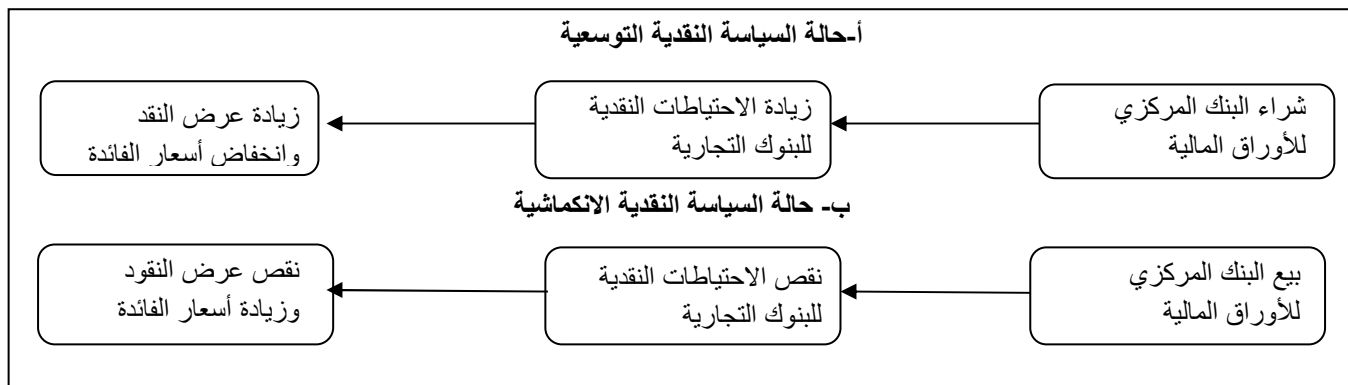 أ-حالة السياسة النقدية التوسعية
شراء البنك المركزي
للأوراق المالية
زيادة الاحتياطات النقدية
للبنوك التجارية
زيادة عرض النقد
وانخفاض أسعار الفائدة
ب- حالة السياسة النقدية الانكماشية
بيع البنك المركزي
للأوراق المالية
نقص الاحتياطات النقدية
للبنوك التجارية
نقص عرض النقود
وزيادة أسعار الفائدة